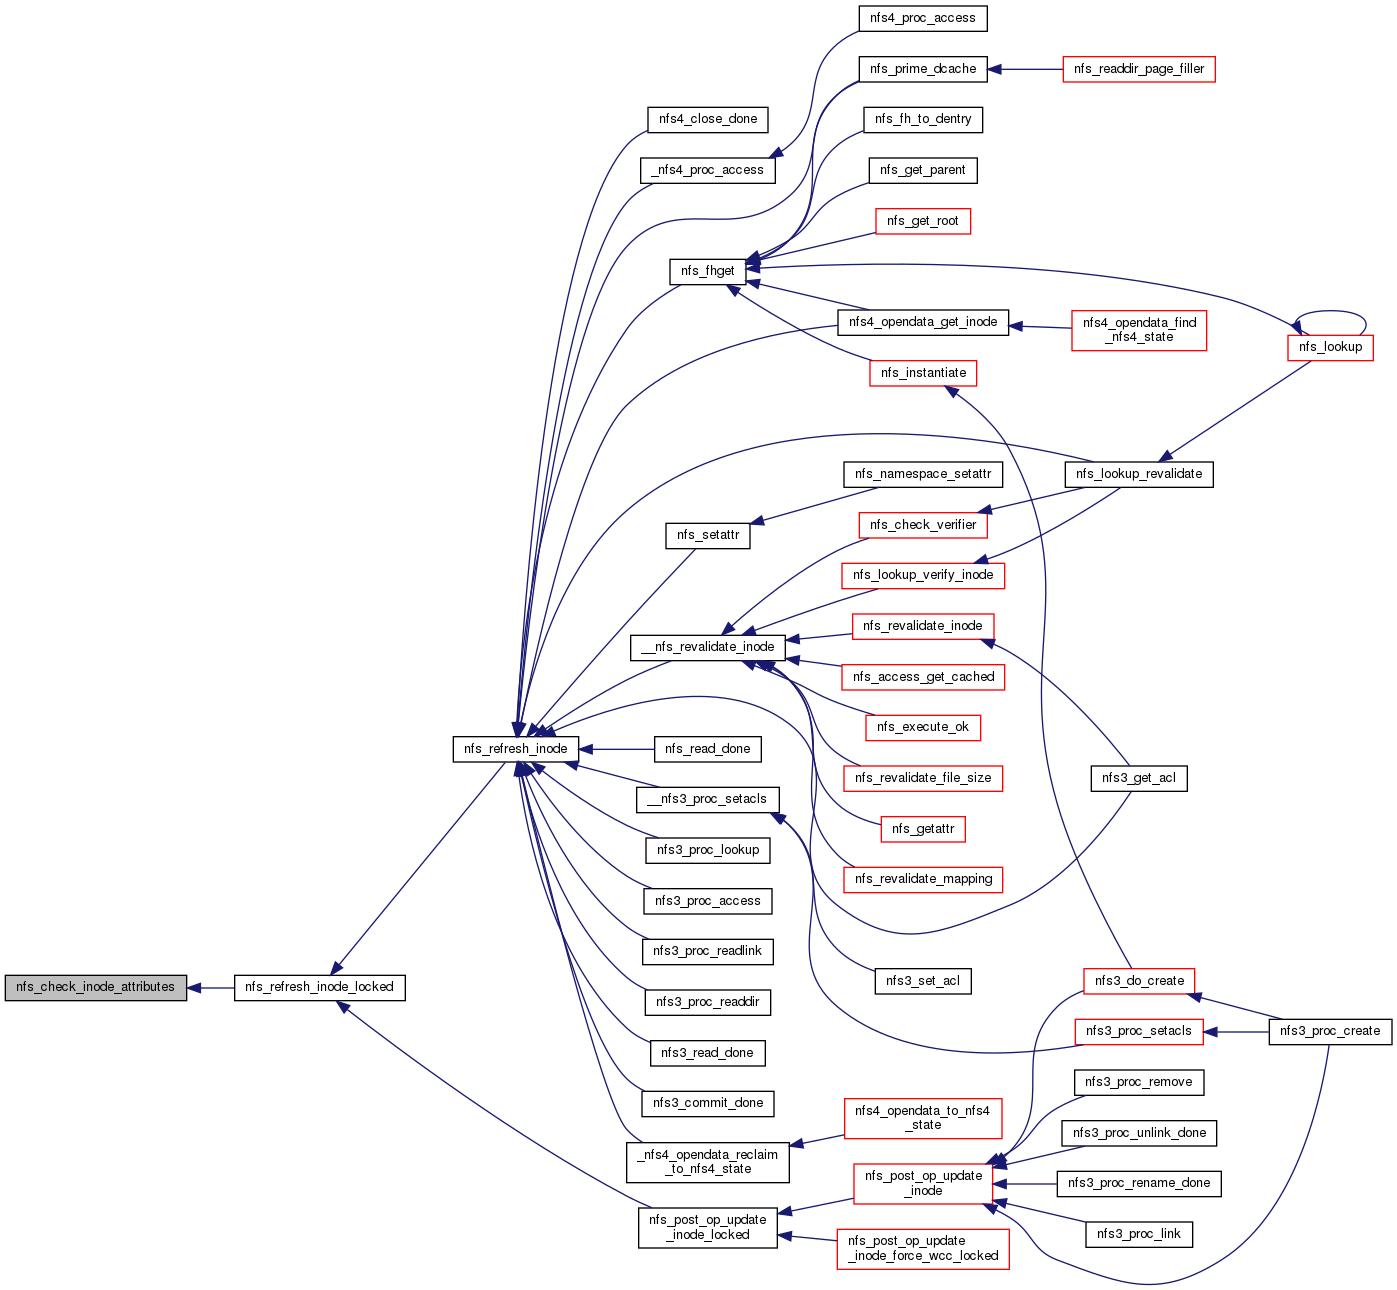 nfs4_proc_access
nfs_prime_dcache
nfs_readdir_page_filler
nfs4_close_done
nfs_fh_to_dentry
_nfs4_proc_access
nfs_get_parent
nfs_get_root
nfs_fhget
nfs4_opendata_get_inode
nfs4_opendata_find
_nfs4_state
nfs_lookup
nfs_instantiate
nfs_namespace_setattr
nfs_lookup_revalidate
nfs_check_verifier
nfs_setattr
nfs_lookup_verify_inode
nfs_revalidate_inode
__nfs_revalidate_inode
nfs_access_get_cached
nfs_execute_ok
nfs_refresh_inode
nfs_read_done
nfs_revalidate_file_size
nfs3_get_acl
__nfs3_proc_setacls
nfs_getattr
nfs3_proc_lookup
nfs_revalidate_mapping
nfs3_proc_access
nfs3_proc_readlink
nfs3_set_acl
nfs3_do_create
nfs_check_inode_attributes
nfs_refresh_inode_locked
nfs3_proc_readdir
nfs3_proc_setacls
nfs3_proc_create
nfs3_read_done
nfs3_proc_remove
nfs3_commit_done
nfs4_opendata_to_nfs4
_state
nfs3_proc_unlink_done
_nfs4_opendata_reclaim
_to_nfs4_state
nfs_post_op_update
_inode
nfs3_proc_rename_done
nfs_post_op_update
_inode_locked
nfs3_proc_link
nfs_post_op_update
_inode_force_wcc_locked